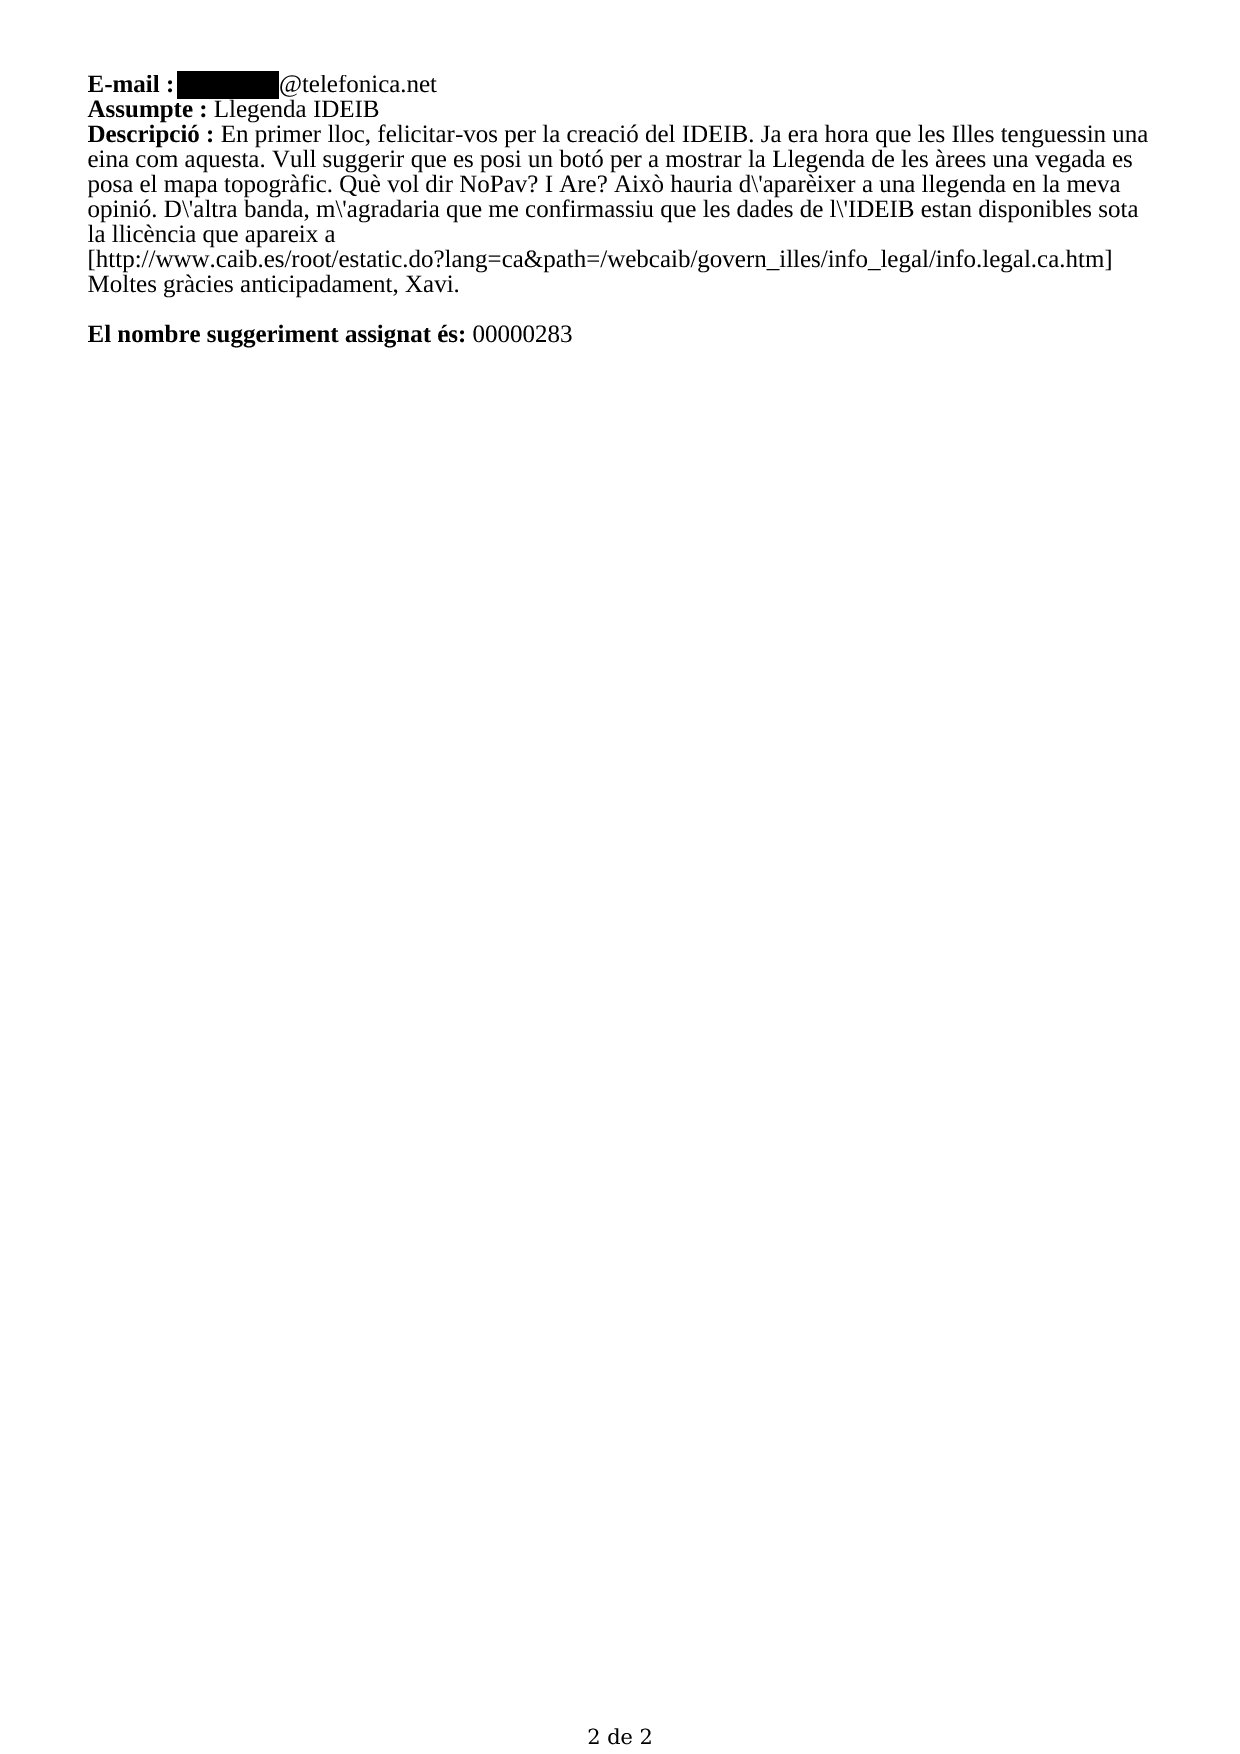 E-mail : @telefonica.net
Assumpte : Llegenda IDEIB
Descripció : En primer lloc, felicitar-vos per la creació del IDEIB. Ja era hora que les Illes tenguessin una
eina com aquesta. Vull suggerir que es posi un botó per a mostrar la Llegenda de les àrees una vegada es
posa el mapa topogràfic. Què vol dir NoPav? I Are? Això hauria d\'aparèixer a una llegenda en la meva
opinió. D\'altra banda, m\'agradaria que me confirmassiu que les dades de l\'IDEIB estan disponibles sota
la llicència que apareix a
[http://www.caib.es/root/estatic.do?lang=ca&path=/webcaib/govern_illes/info_legal/info.legal.ca.htm]
Moltes gràcies anticipadament, Xavi.
El nombre suggeriment assignat és: 00000283
2 de 2